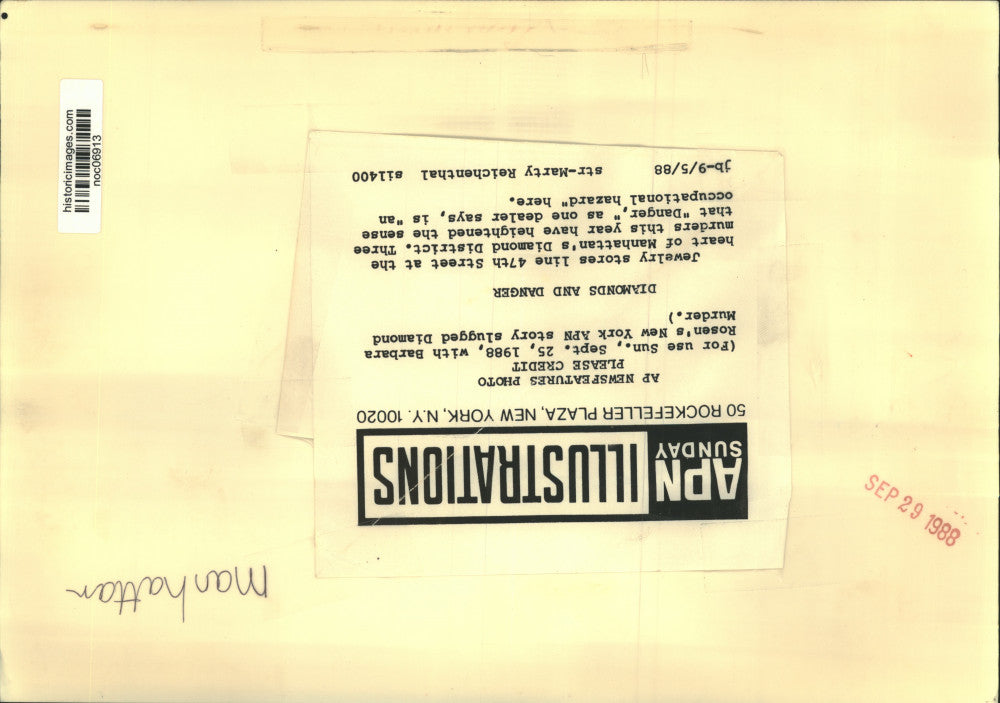 historicimages.com
noc06913
APN SUNDAY ILLUSTRATIONS
50 ROCKEFELLER PLAZA, NEW YORK, N.Y. 10020
AP NEWSFEATURES PHOTO
PLEASE CREDIT
(For use Sun., Sept. 25, 1988, with Barbara
Rosen's New York APN story slugged Diamond
Murder.)
DIAMONDS AND DANGER
Jewelry stores line 47th Street at the
heart of Manhattan's Diamond District. Three
murders this year have heightened the sense
that "Danger," as one dealer says, is "an
occupational hazard" here.
jb-9/5/88 str-Marty Reichenthal sil400
SEP 29 1988
Manhattan